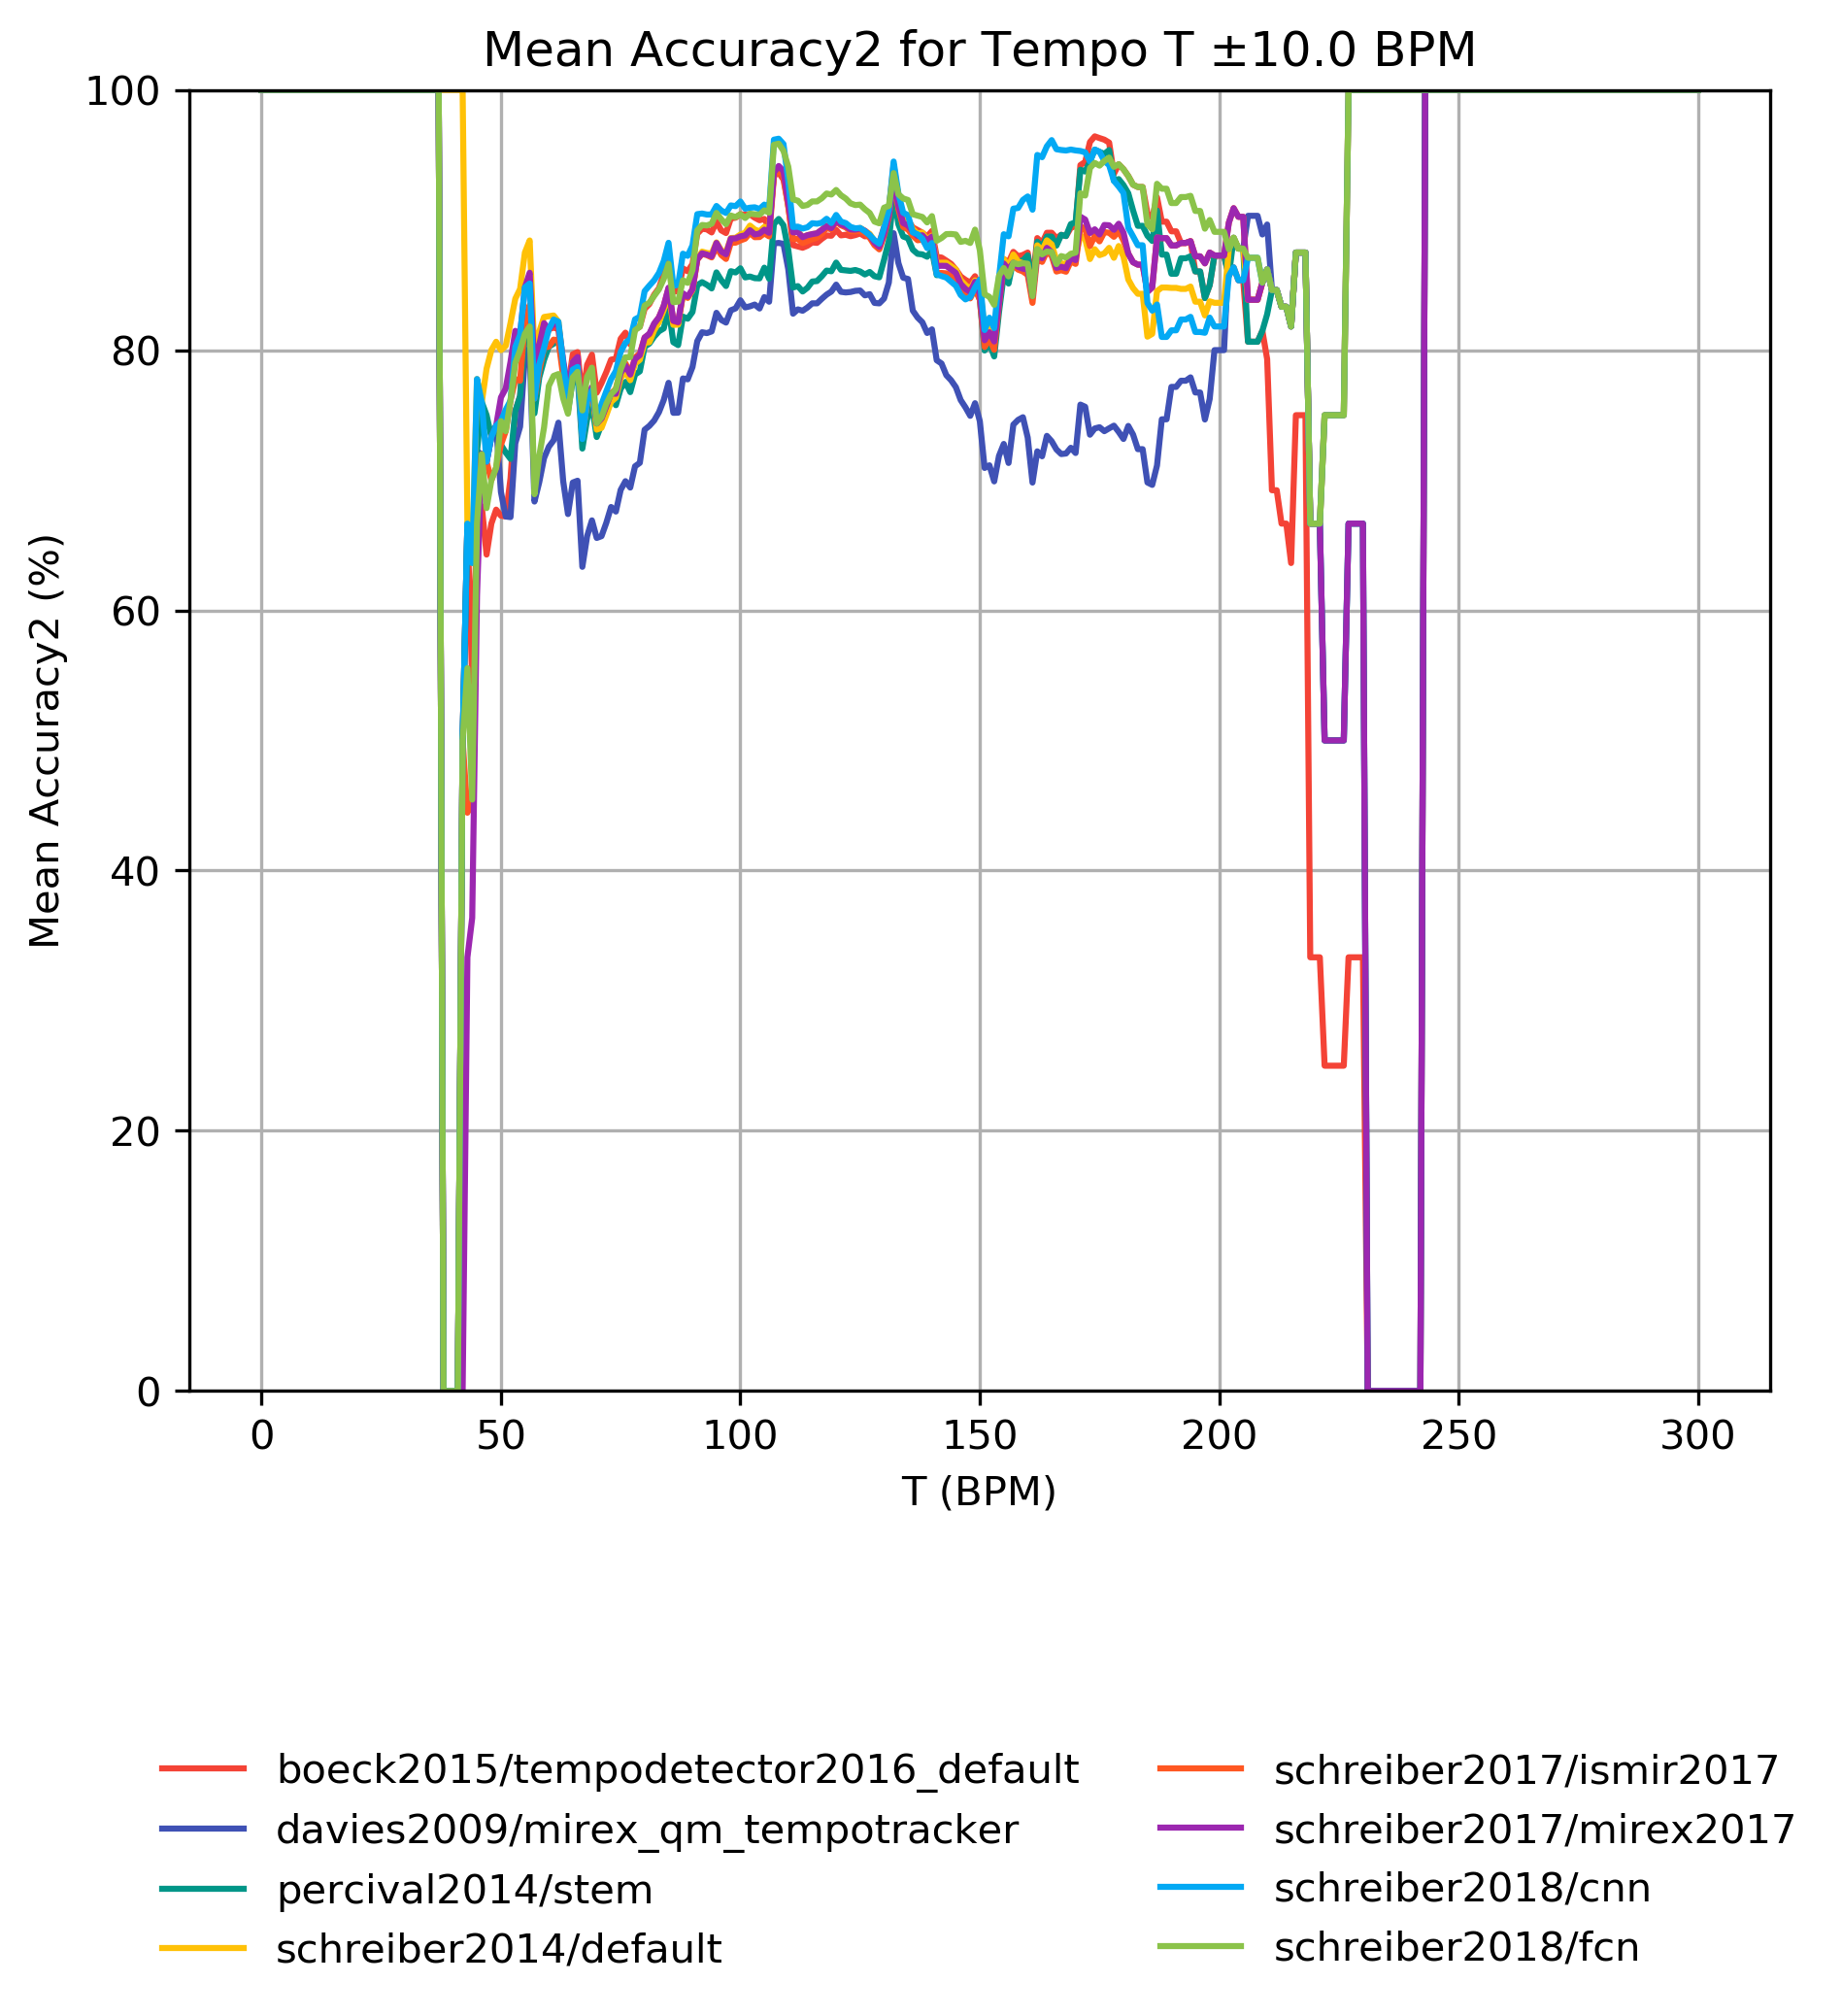 Mean Accuracy2 for Tempo T ±10.0 BPM
100
80
60
40
20
0
Mean Accuracy2 (%)
0 50 100 150 200 250 300
T (BPM)
boeck2015/tempodetector2016_default
davies2009/mirex_qm_tempotracker
percival2014/stem
schreiber2014/default
schreiber2017/ismir2017
schreiber2017/mirex2017
schreiber2018/cnn
schreiber2018/fcn